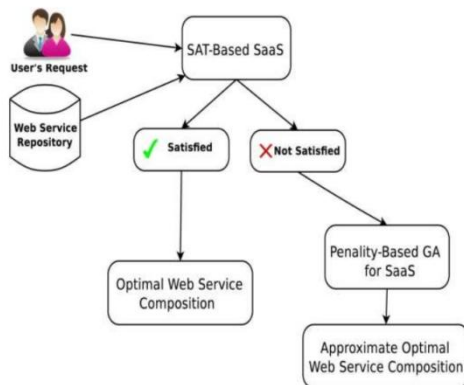 SAT-Based SaaS
User's Request
Web Service
Repository
Satisfied
Not Satisfied
Optimal Web Service
Composition
Penality-Based GA
for SaaS
Approximate Optimal
Web Service Composition